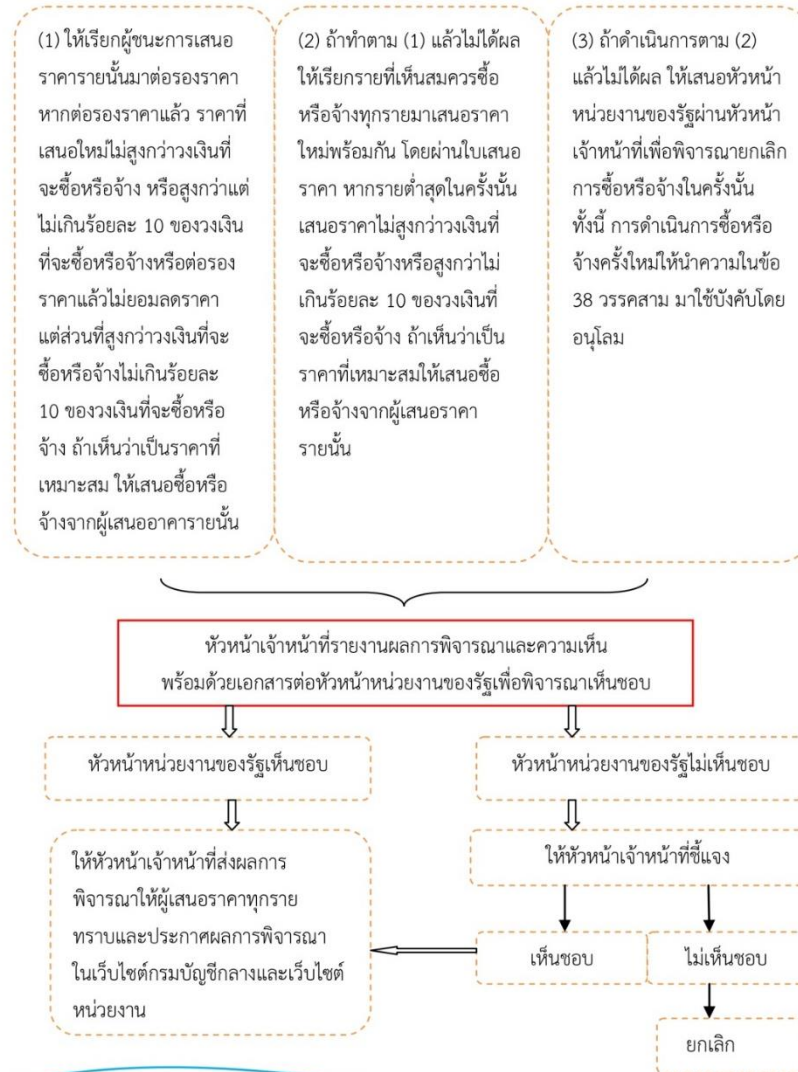 (1) ให้เรียกผู้ชนะการเสนอ
ราคารายนั้นมาต่อรองราคา
หากต่อรองราคาแล้ว ราคาที่
เสนอใหม่ไม่สูงกว่าวงเงินที่
จะซื้อหรือจ้าง หรือสูงกว่าแต่
ไม่เกินร้อยละ 10 ของวงเงิน
ที่จะซื้อหรือจ้างหรือต่อรอง
ราคาแล้วไม่ยอมลดราคา
แต่ส่วนที่สูงกว่าวงเงินที่จะ
ซื้อหรือจ้างไม่เกินร้อยละ
10 ของวงเงินที่จะซื้อหรือ
จ้าง ถ้าเห็นว่าเป็นราคาที่
เหมาะสม ให้เสนอซื้อหรือ
จ้างจากผู้เสนออาคารายนั้น
(2) ถ้าทำตาม (1) แล้วไม่ได้ผล
ให้เรียกรายที่เห็นสมควรซื้อ
หรือจ้างทุกรายมาเสนอราคา
ใหม่พร้อมกัน โดยผ่านใบเสนอ
ราคา หากรายต่ำสุดในครั้งนั้น
เสนอราคาไม่สูงกว่าวงเงินที่
จะซื้อหรือจ้างหรือสูงกว่าไม่
เกินร้อยละ 10 ของวงเงินที่
จะซื้อหรือจ้าง ถ้าเห็นว่าเป็น
ราคาที่เหมาะสมให้เสนอซื้อ
หรือจ้างจากผู้เสนอราคา
รายนั้น
(3) ถ้าดำเนินการตาม (2)
แล้วไม่ได้ผล ให้เสนอหัวหน้า
หน่วยงานของรัฐผ่านหัวหน้า
เจ้าหน้าที่เพื่อพิจารณายกเลิก
การซื้อหรือจ้างในครั้งนั้น
ทั้งนี้ การดำเนินการซื้อหรือ
จ้างครั้งใหม่ให้นำความในข้อ
38 วรรคสาม มาใช้บังคับโดย
อนุโลม
หัวหน้าเจ้าหน้าที่รายงานผลการพิจารณาและความเห็น
พร้อมด้วยเอกสารต่อหัวหน้าหน่วยงานของรัฐเพื่อพิจารณาเห็นชอบ
หัวหน้าหน่วยงานของรัฐเห็นชอบ
หัวหน้าหน่วยงานของรัฐไม่เห็นชอบ
ให้หัวหน้าเจ้าหน้าที่ส่งผลการ
พิจารณาให้ผู้เสนอราคาทุกราย
ทราบและประกาศผลการพิจารณา
ในเว็บไซต์กรมบัญชีกลางและเว็บไซต์
หน่วยงาน
ให้หัวหน้าเจ้าหน้าที่ชี้แจง
เห็นชอบ
ไม่เห็นชอบ
ยกเลิก